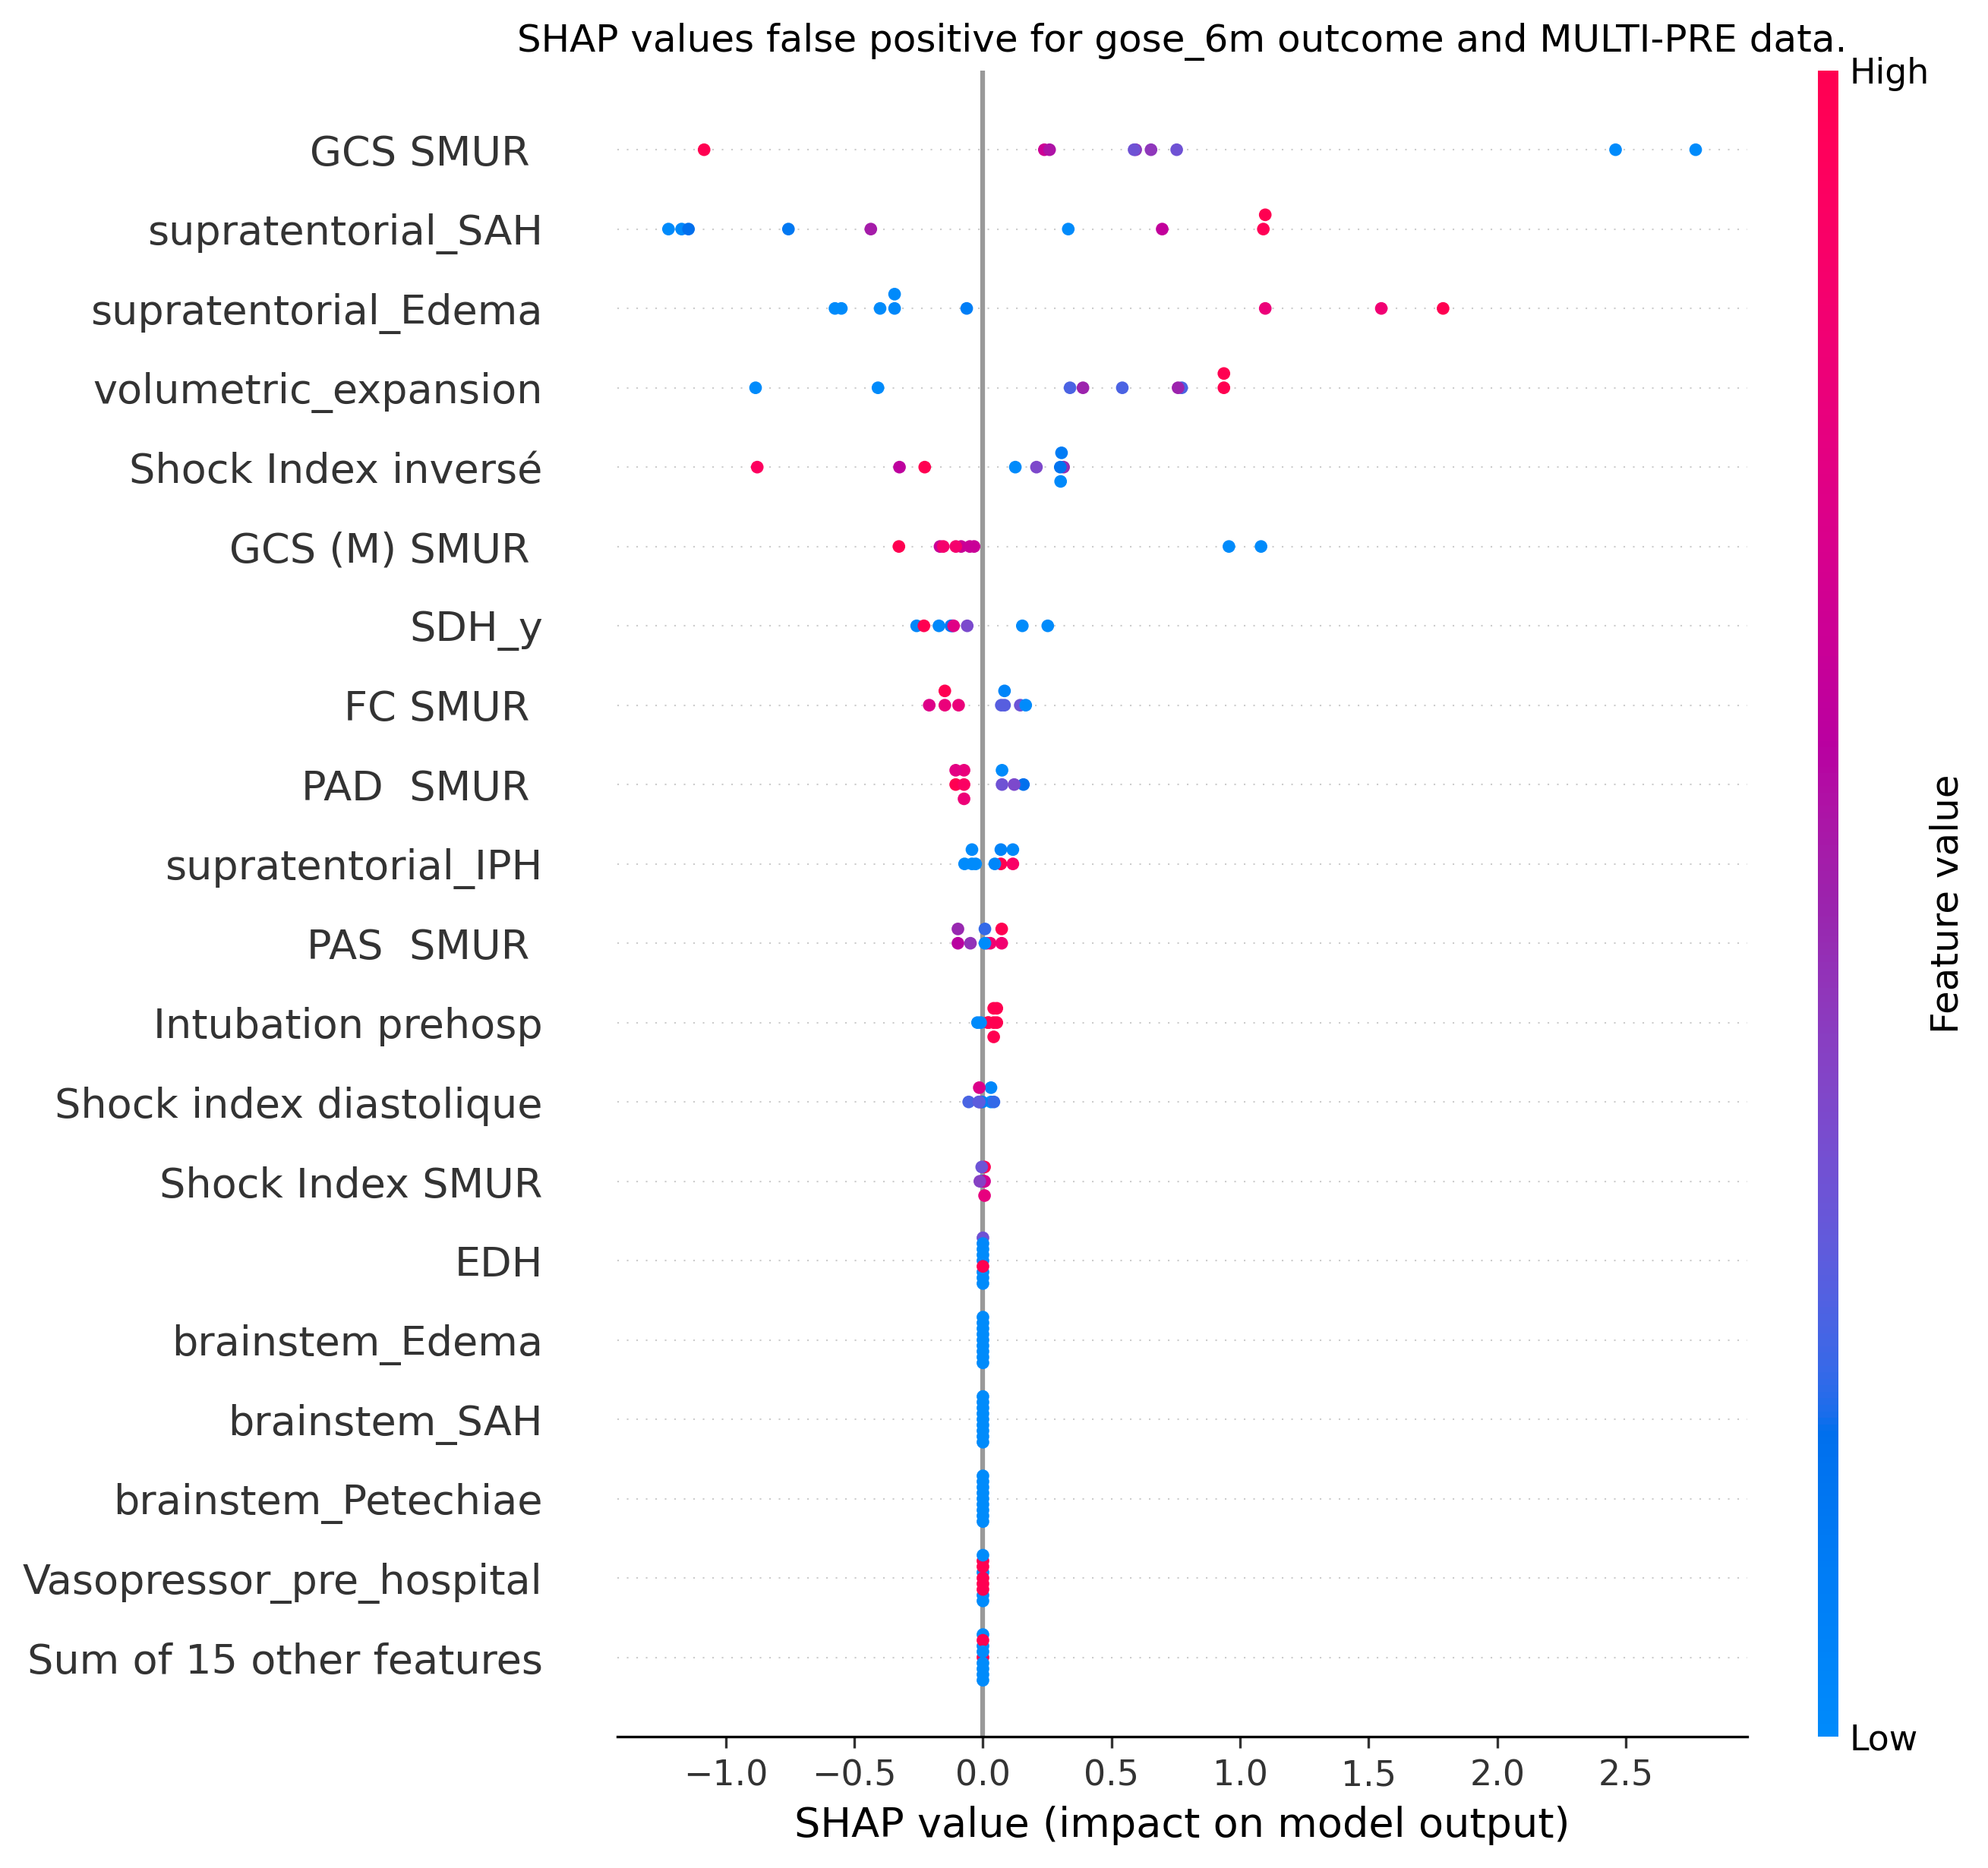 SHAP values false positive for gose_6m outcome and MULTI-PRE data.
High
GCS SMUR
supratentorial_SAH
supratentorial_Edema
volumetric_expansion
Shock Index inversé
GCS (M) SMUR
SDH_y
FC SMUR
PAD  SMUR
supratentorial_IPH
PAS  SMUR
Intubation prehosp
Shock index diastolique
Shock Index SMUR
EDH
brainstem_Edema
brainstem_SAH
brainstem_Petechiae
Vasopressor_pre_hospital
Sum of 15 other features
Feature value
Low
−1.0 −0.5 0.0 0.5 1.0 1.5 2.0 2.5
SHAP value (impact on model output)